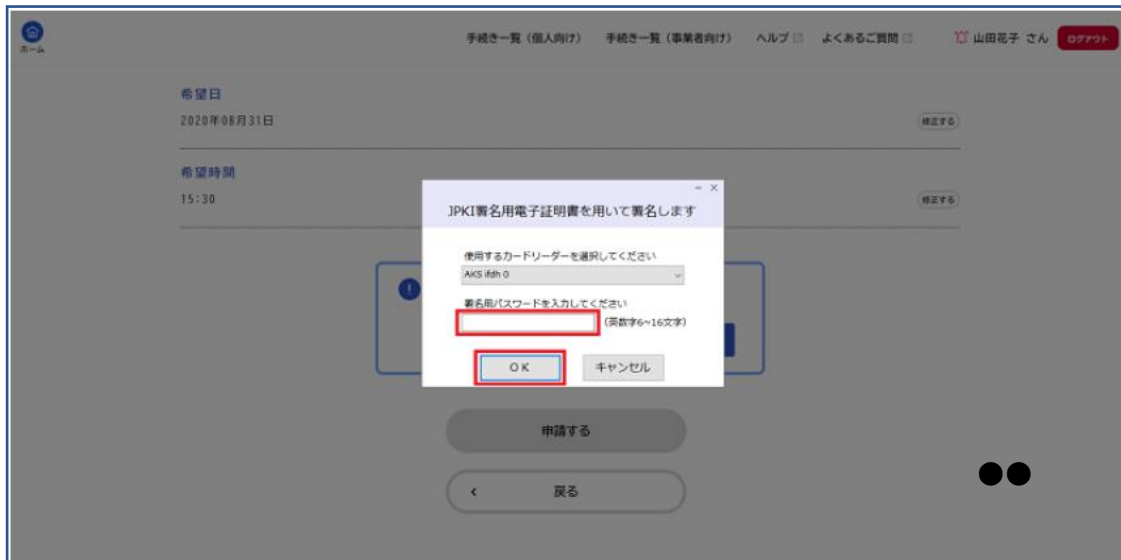 ホーム
手続き一覧（個人向け）　手続き一覧（事業者向け）　ヘルプ　よくあるご質問　山田花子 さん　ログアウト
希望日
2020年08月31日　修正する
希望時間
15:30　修正する
JPKI署名用電子証明書を用いて署名します
使用するカードリーダーを選択してください
AKS ifdh 0
署名用パスワードを入力してください
（英数字6~16文字）
OK　キャンセル
申請する
戻る